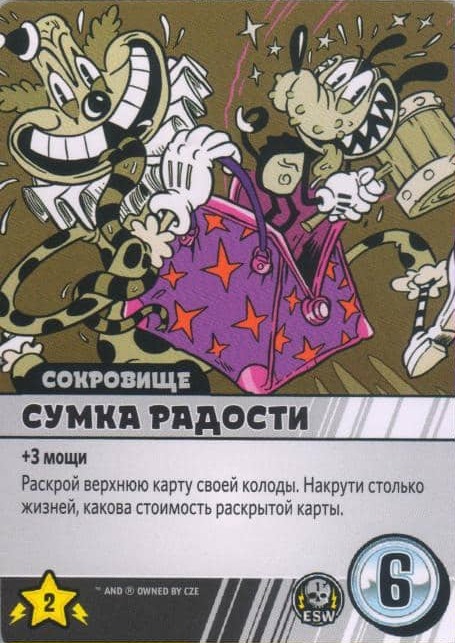 СОКРОВИЩЕ
СУМКА РАДОСТИ
+3 мощи
Раскрой верхнюю карту своей колоды. Накрути столько
жизней, какова стоимость раскрытой карты.
2
™ AND ® OWNED BY CZE
ESW
6